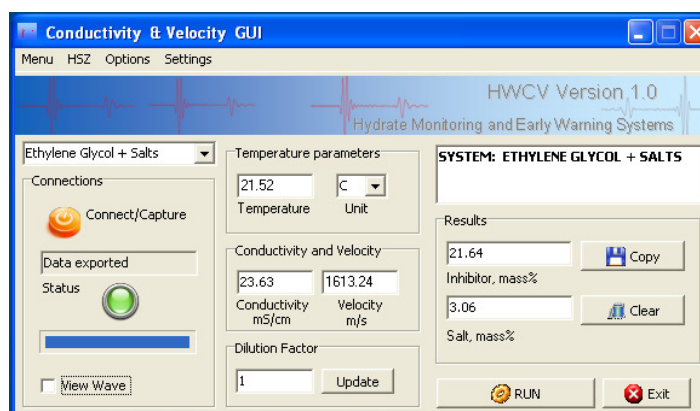 Conductivity & Velocity GUI
Menu HSZ Options Settings
HWCV Version 1.0
Hydrate Monitoring and Early Warning Systems
Ethylene Glycol + Salts
Connections
Connect/Capture
Data exported
Status
View Wave
Temperature parameters
21.52 C
Temperature Unit
Conductivity and Velocity
23.63 1613.24
Conductivity Velocity
mS/cm m/s
Dilution Factor
1 Update
SYSTEM: ETHYLENE GLYCOL + SALTS
Results
21.64 Copy
Inhibitor, mass%
3.06 Clear
Salt, mass%
RUN Exit